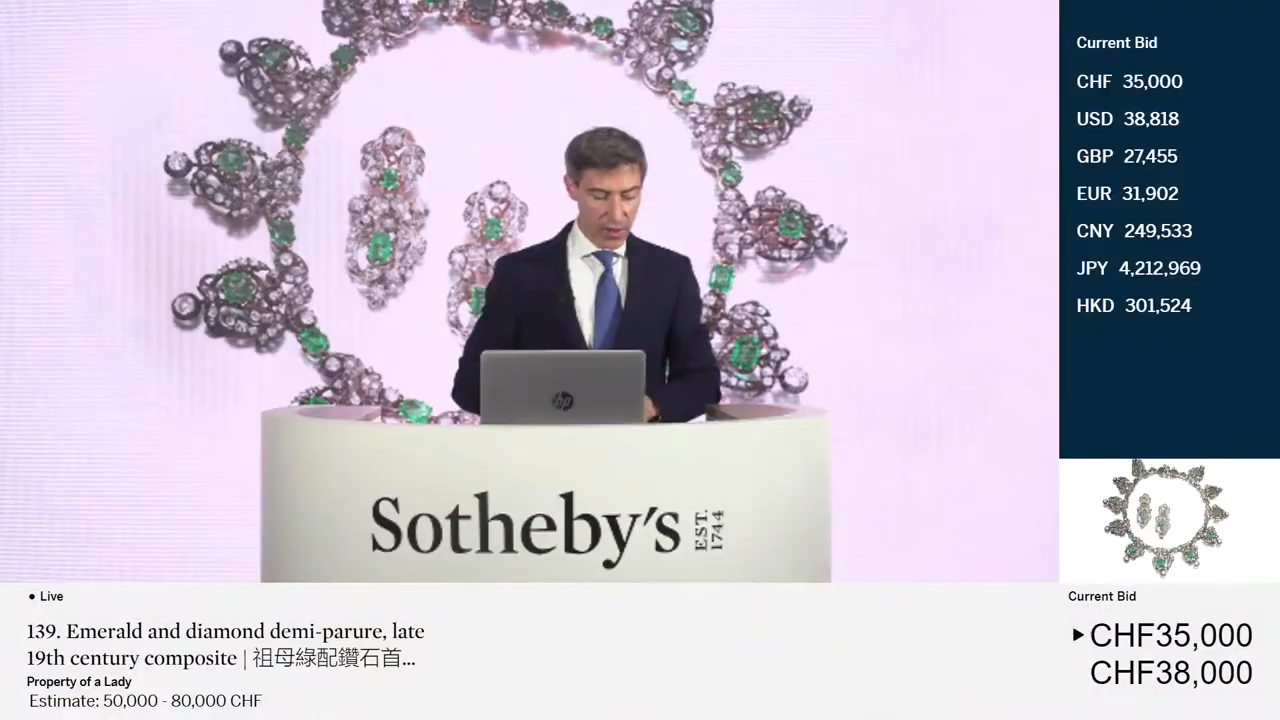 Current Bid
CHF 35,000
USD 38,818
GBP 27,455
EUR 31,902
CNY 249,533
JPY 4,212,969
HKD 301,524
hp
Sotheby's
EST.
1744
• Live
139. Emerald and diamond demi-parure, late
19th century composite | 祖母綠配鑽石首...
Property of a Lady
Estimate: 50,000 - 80,000 CHF
Current Bid
CHF35,000
CHF38,000